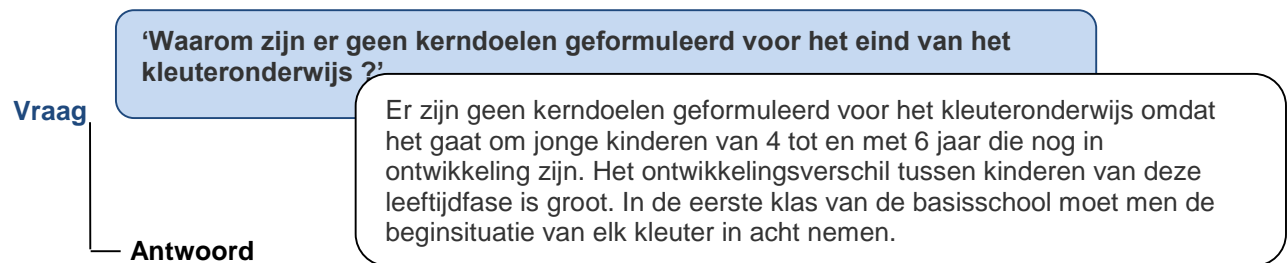 ‘Waarom zijn er geen kerndoelen geformuleerd voor het eind van het
kleuteronderwijs ?’
Vraag
Er zijn geen kerndoelen geformuleerd voor het kleuteronderwijs omdat
het gaat om jonge kinderen van 4 tot en met 6 jaar die nog in
ontwikkeling zijn. Het ontwikkelingsverschil tussen kinderen van deze
leeftijdfase is groot. In de eerste klas van de basisschool moet men de
beginsituatie van elk kleuter in acht nemen.
Antwoord